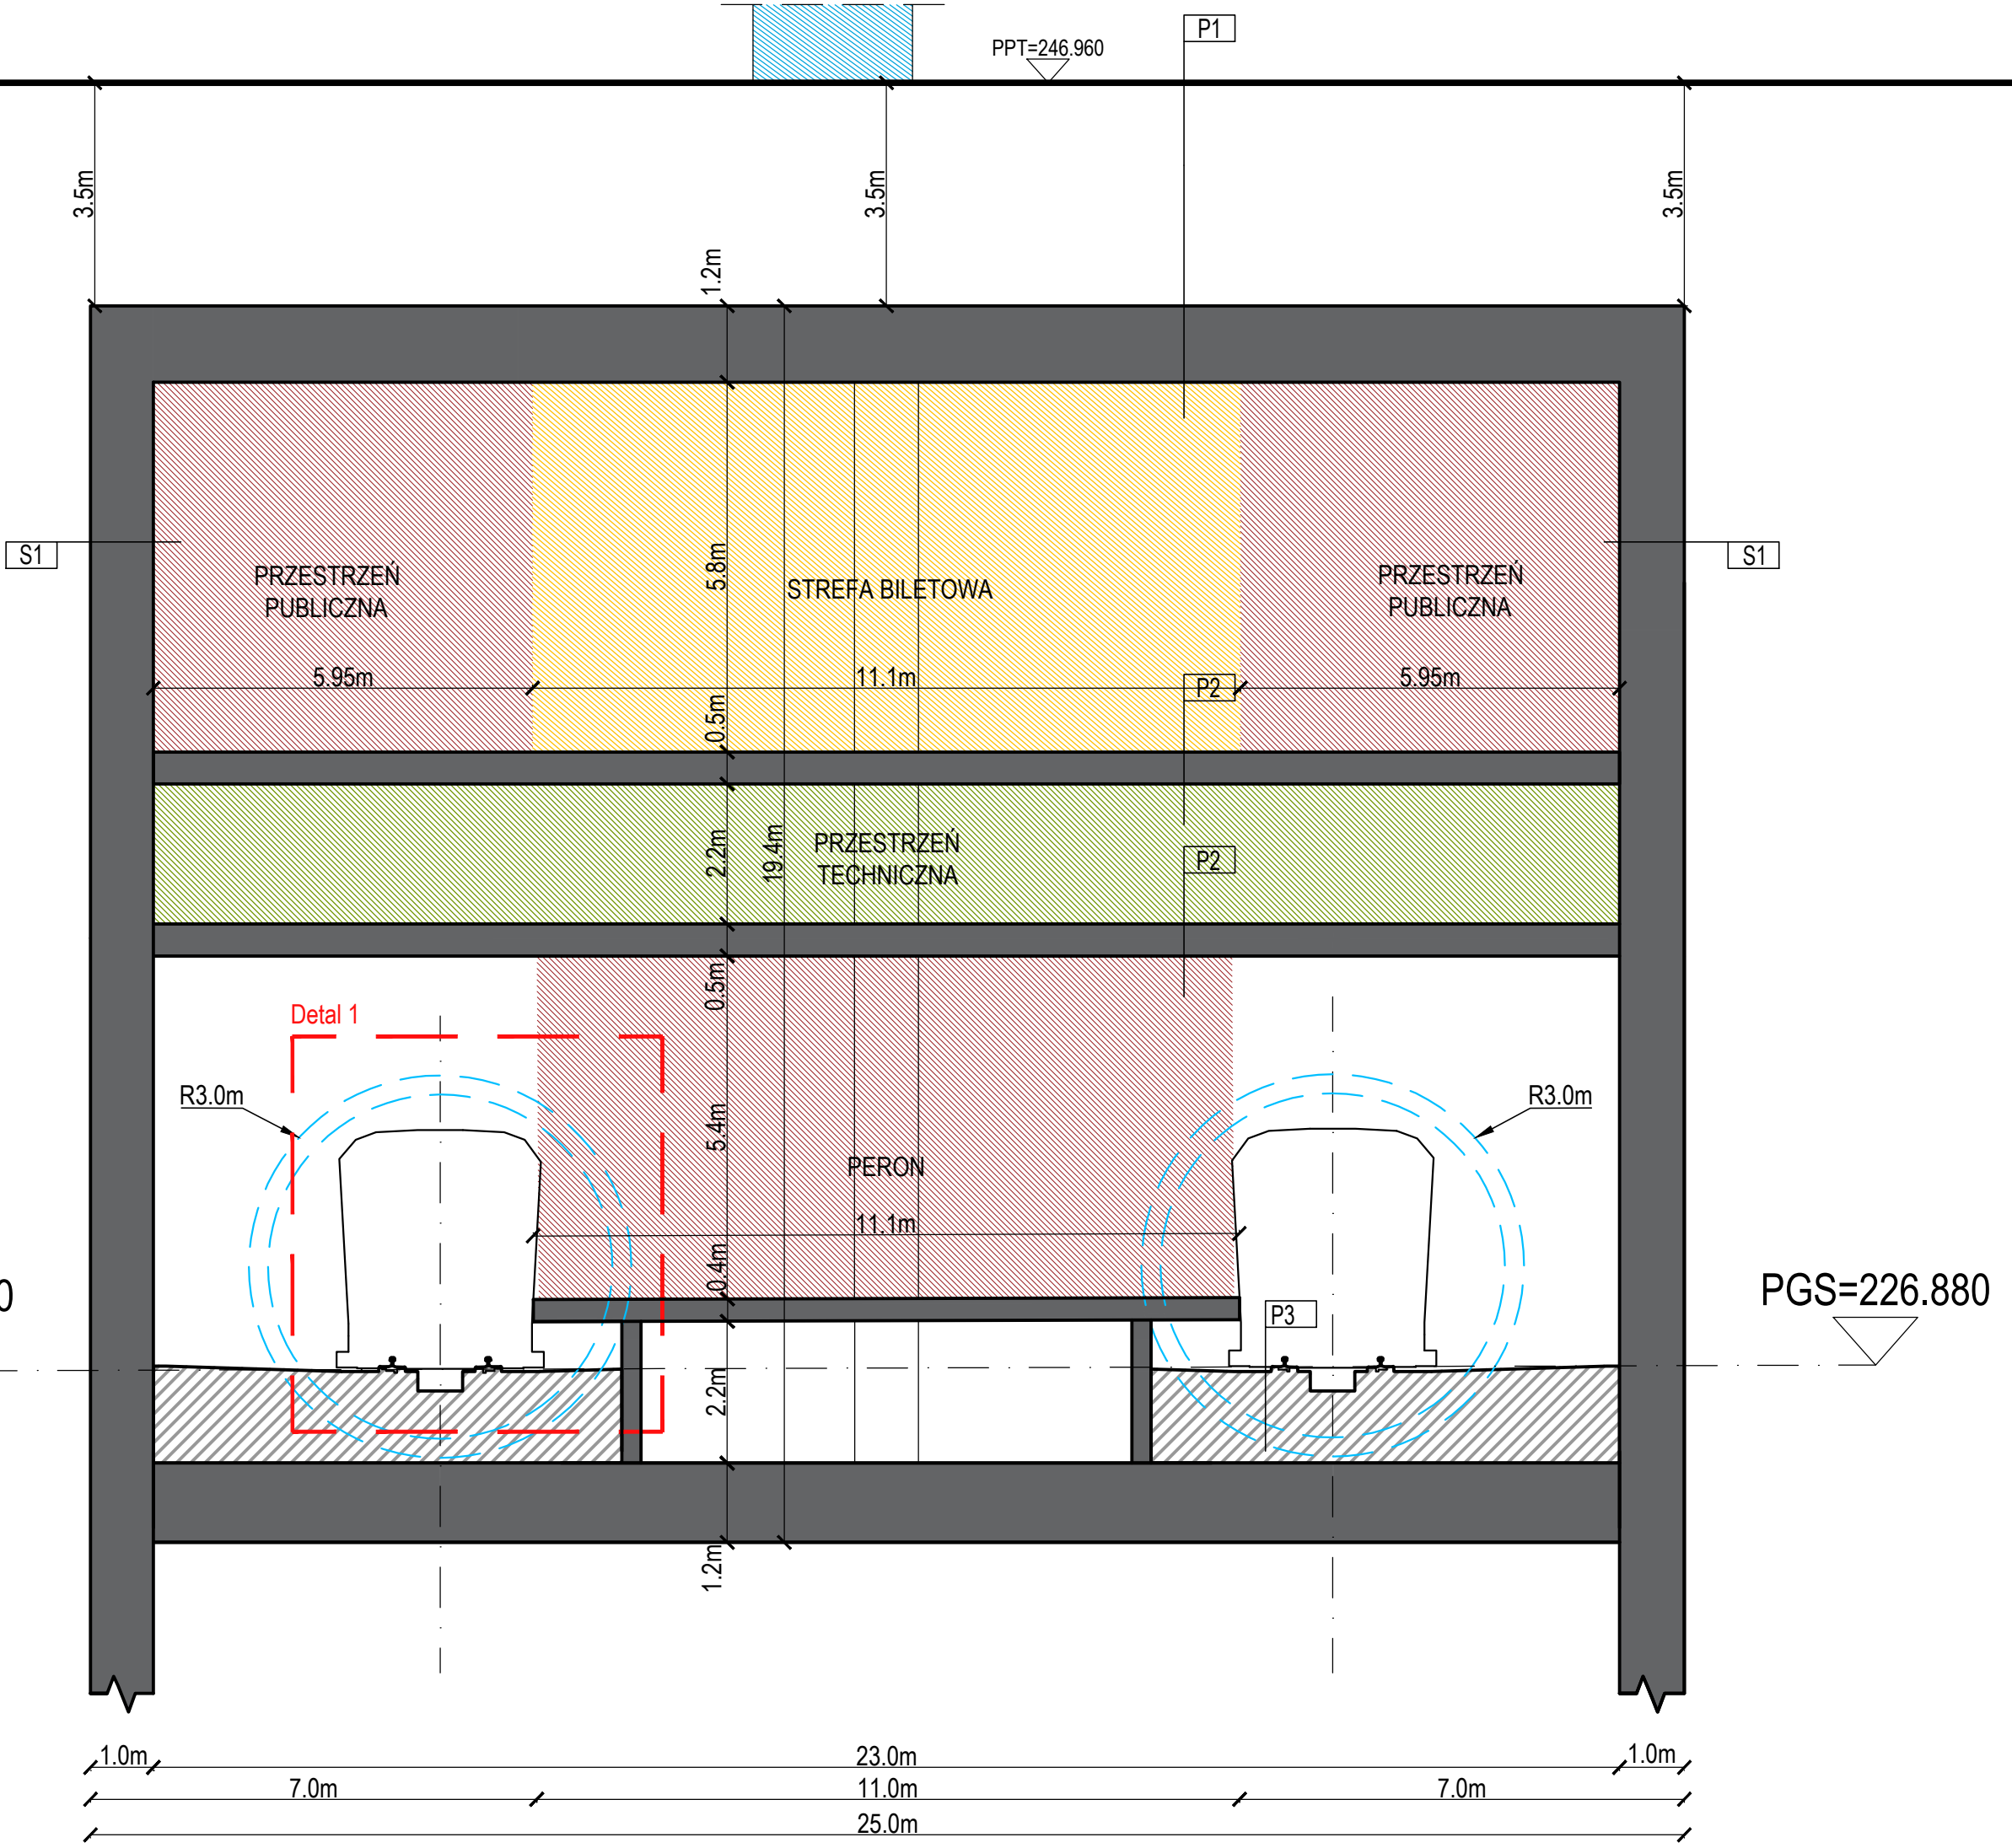 P1
PPT=246.960
3.5m
3.5m
3.5m
1.2m
S1
S1
5.8m
PRZESTRZEŃ
PUBLICZNA
STREFA BILETOWA
PRZESTRZEŃ
PUBLICZNA
5.95m
11.1m
5.95m
P2
0.5m
2.2m
19.4m
PRZESTRZEŃ
TECHNICZNA
P2
0.5m
Detal 1
R3.0m
R3.0m
5.4m
PERON
11.1m
0.4m
0
PGS=226.880
P3
2.2m
1.2m
1.0m
23.0m
1.0m
7.0m
11.0m
7.0m
25.0m